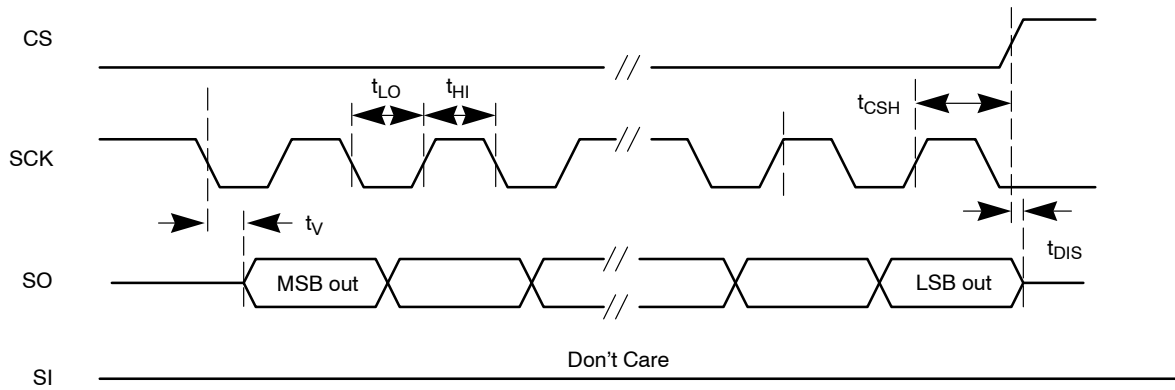 CS
tLO
tHI
tCSH
SCK
tV
tDIS
SO
MSB out
LSB out
Don't Care
SI